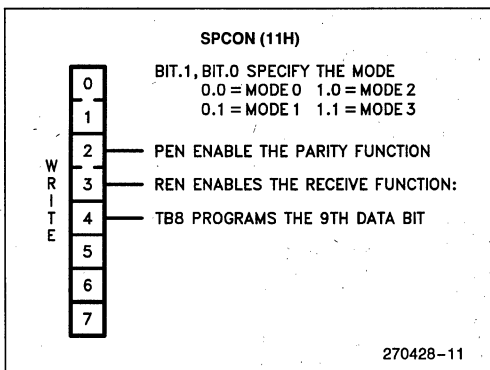 SPCON (11H)
BIT.1, BIT.0 SPECIFY THE MODE
0.0 = MODE 0 1.0 = MODE 2
0.1 = MODE 1 1.1 = MODE 3
WRITE
0
1
2 PEN ENABLE THE PARITY FUNCTION
3 REN ENABLES THE RECEIVE FUNCTION:
4 TB8 PROGRAMS THE 9TH DATA BIT
5
6
7
270428-11